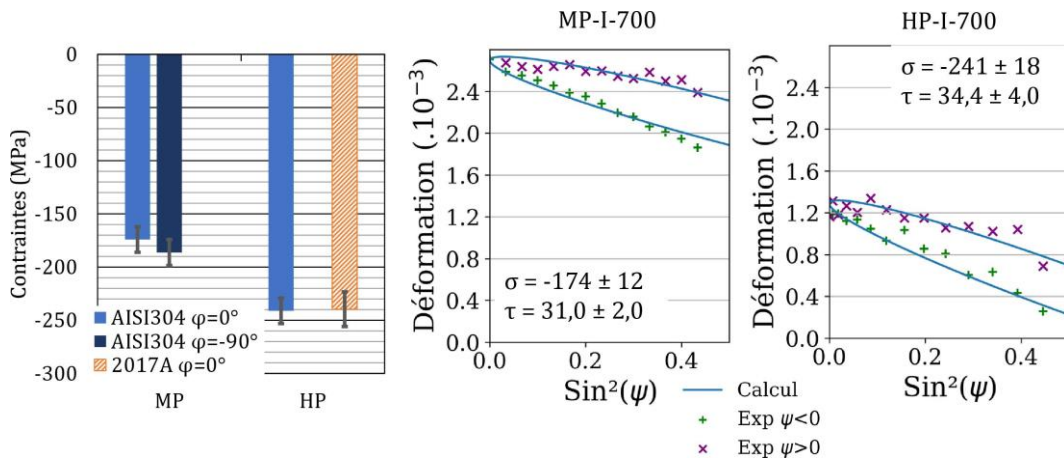 0
-50
-100
-150
-200
-250
-300
Contraintes (MPa)
AISI304 φ=0°
AISI304 φ=-90°
2017A φ=0°
MP
HP
MP-I-700
Déformation (.10⁻³)
2.4
2.0
1.6
1.2
0.8
0.4
0.0
σ = -174 ± 12
τ = 31,0 ± 2,0
0.0
0.2
0.4
Sin²(ψ)
HP-I-700
Déformation (.10⁻³)
2.4
2.0
1.6
1.2
0.8
0.4
0.0
σ = -241 ± 18
τ = 34,4 ± 4,0
0.0
0.2
0.4
Sin²(ψ)
Calcul
Exp ψ<0
Exp ψ>0